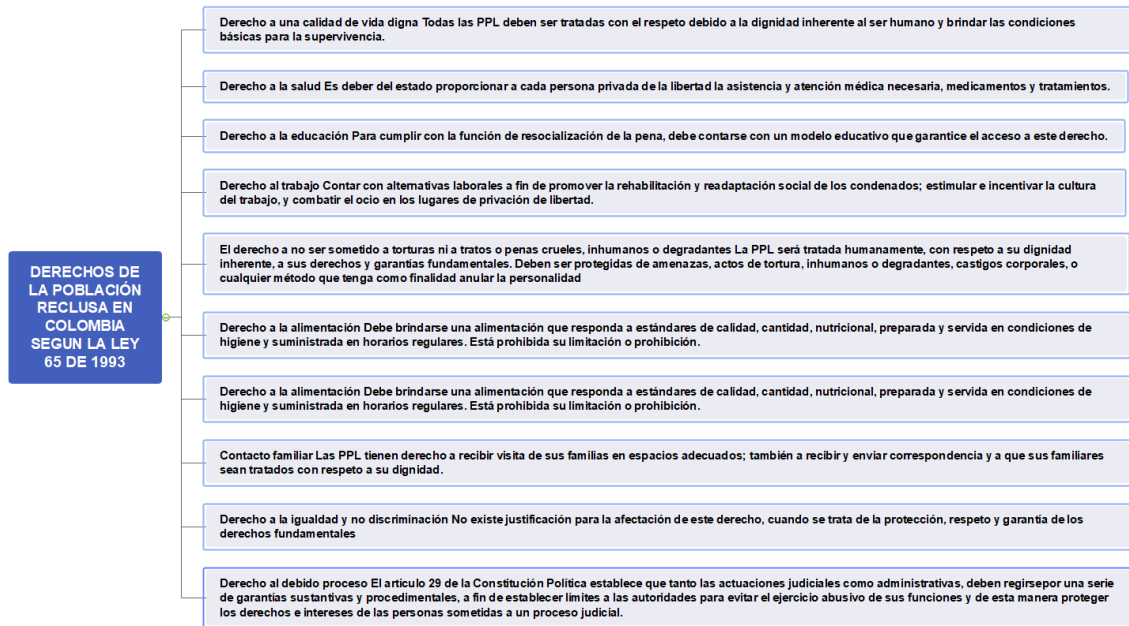 Derecho a una calidad de vida digna Todas las PPL deben ser tratadas con el respeto debido a la dignidad inherente al ser humano y brindar las condiciones
básicas para la supervivencia.
Derecho a la salud Es deber del estado proporcionar a cada persona privada de la libertad la asistencia y atención médica necesaria, medicamentos y tratamientos.
Derecho a la educación Para cumplir con la función de resocialización de la pena, debe contarse con un modelo educativo que garantice el acceso a este derecho.
Derecho al trabajo Contar con alternativas laborales a fin de promover la rehabilitación y readaptación social de los condenados; estimular e incentivar la cultura
del trabajo, y combatir el ocio en los lugares de privación de libertad.
El derecho a no ser sometido a torturas ni a tratos o penas crueles, inhumanos o degradantes La PPL será tratada humanamente, con respeto a su dignidad
inherente, a sus derechos y garantías fundamentales. Deben ser protegidas de amenazas, actos de tortura, inhumanos o degradantes, castigos corporales, o
cualquier método que tenga como finalidad anular la personalidad
DERECHOS DE
LA POBLACIÓN
RECLUSA EN
COLOMBIA
SEGUN LA LEY
65 DE 1993
Derecho a la alimentación Debe brindarse una alimentación que responda a estándares de calidad, cantidad, nutricional, preparada y servida en condiciones de
higiene y suministrada en horarios regulares. Está prohibida su limitación o prohibición.
Derecho a la alimentación Debe brindarse una alimentación que responda a estándares de calidad, cantidad, nutricional, preparada y servida en condiciones de
higiene y suministrada en horarios regulares. Está prohibida su limitación o prohibición.
Contacto familiar Las PPL tienen derecho a recibir visita de sus familias en espacios adecuados; también a recibir y enviar correspondencia y a que sus familiares
sean tratados con respeto a su dignidad.
Derecho a la igualdad y no discriminación No existe justificación para la afectación de este derecho, cuando se trata de la protección, respeto y garantía de los
derechos fundamentales
Derecho al debido proceso El artículo 29 de la Constitución Política establece que tanto las actuaciones judiciales como administrativas, deben regirsepor una serie
de garantías sustantivas y procedimentales, a fin de establecer límites a las autoridades para evitar el ejercicio abusivo de sus funciones y de esta manera proteger
los derechos e intereses de las personas sometidas a un proceso judicial.